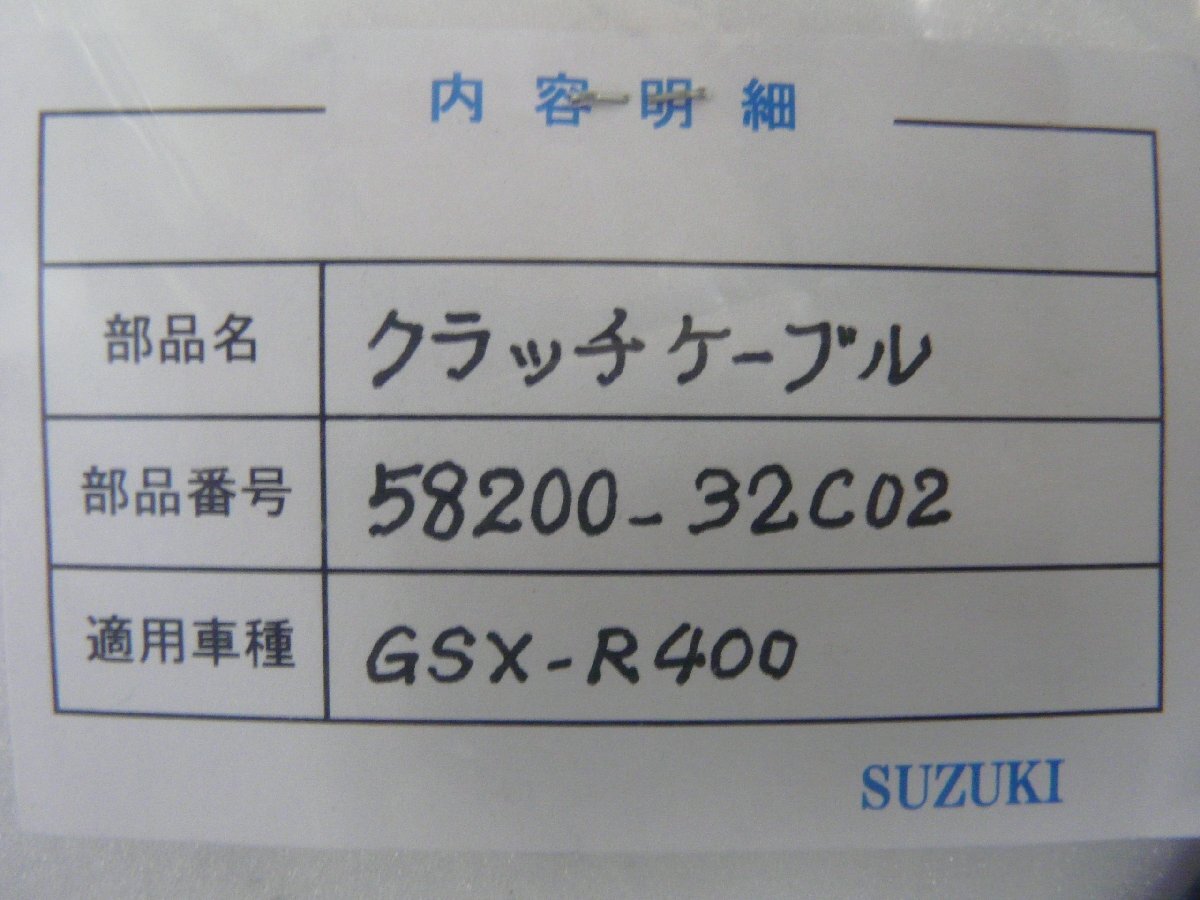 内容明細
部品名 クラッチケーブル
部品番号 58200-32C02
適用車種 GSX-R400
SUZUKI